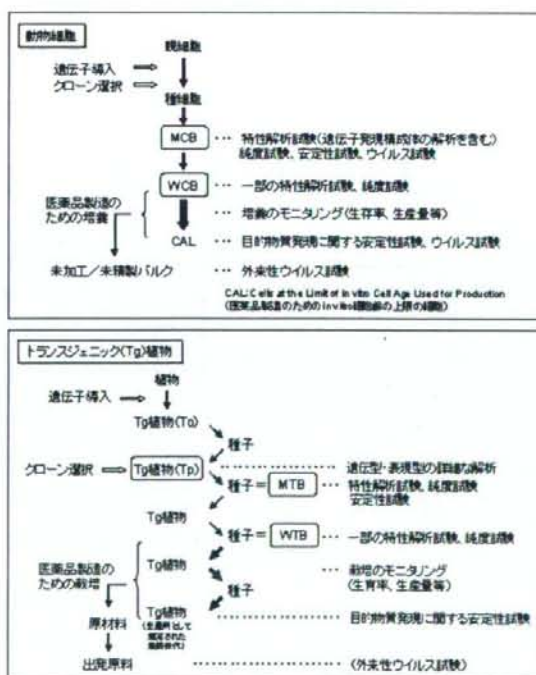 動物細胞
親細胞
遺伝子導入
クローン選択
種細胞
MCB … 特性解析試験(遺伝子発現構成体の解析を含む)
純度試験、安定性試験、ウイルス試験
WCB … 一部の特性解析試験、純度試験
医薬品製造の
ための培養
… 培養のモニタリング(生存率、生産量等)
CAL … 目的物質発現に関する安定性試験、ウイルス試験
未加工/未精製バルク … 外来性ウイルス試験
CAL: Cells at the Limit of In vitro Cell Age Used for Production
(医薬品製造のためのin vitro細胞齢の上限の細胞)
トランスジェニック(Tg)植物
植物
遺伝子導入
Tg植物(T0)
種子
クローン選択
Tg植物(Tp) 遺伝型・表現型の詳細な解析
種子= MTB … 特性解析試験、純度試験
安定性試験
Tg植物
種子= WTB … 一部の特性解析試験、純度試験
医薬品製造の
ための栽培
Tg植物
… 栽培のモニタリング
(生育率、生産量等)
種子
原材料
Tg植物 目的物質発現に関する安定性試験
出発原料 (外来性ウイルス試験)